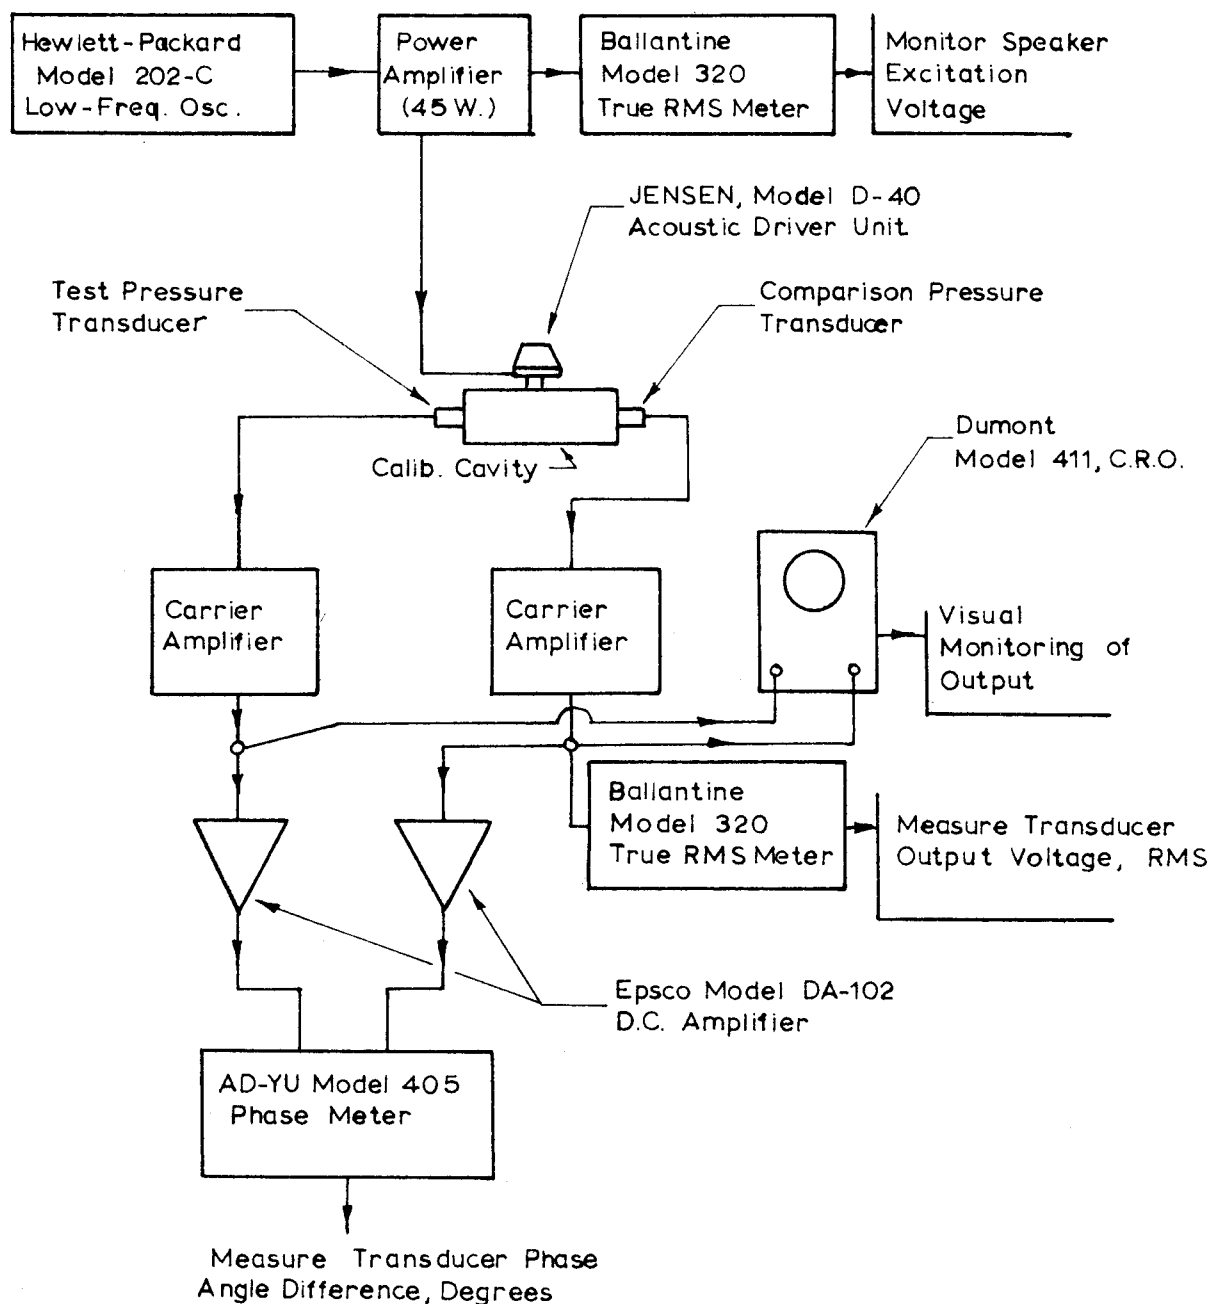 Hewlett-Packard
Model 202-C
Low-Freq. Osc.
Power
Amplifier
(45 W.)
Ballantine
Model 320
True RMS Meter
Monitor Speaker
Excitation
Voltage
JENSEN, Model D-40
Acoustic Driver Unit
Test Pressure
Transducer
Comparison Pressure
Transducer
Calib. Cavity
Dumont
Model 411, C.R.O.
Carrier
Amplifier
Carrier
Amplifier
Visual
Monitoring of
Output
Ballantine
Model 320
True RMS Meter
Measure Transducer
Output Voltage, RMS
Epsco Model DA-102
D.C. Amplifier
AD-YU Model 405
Phase Meter
Measure Transducer Phase
Angle Difference, Degrees